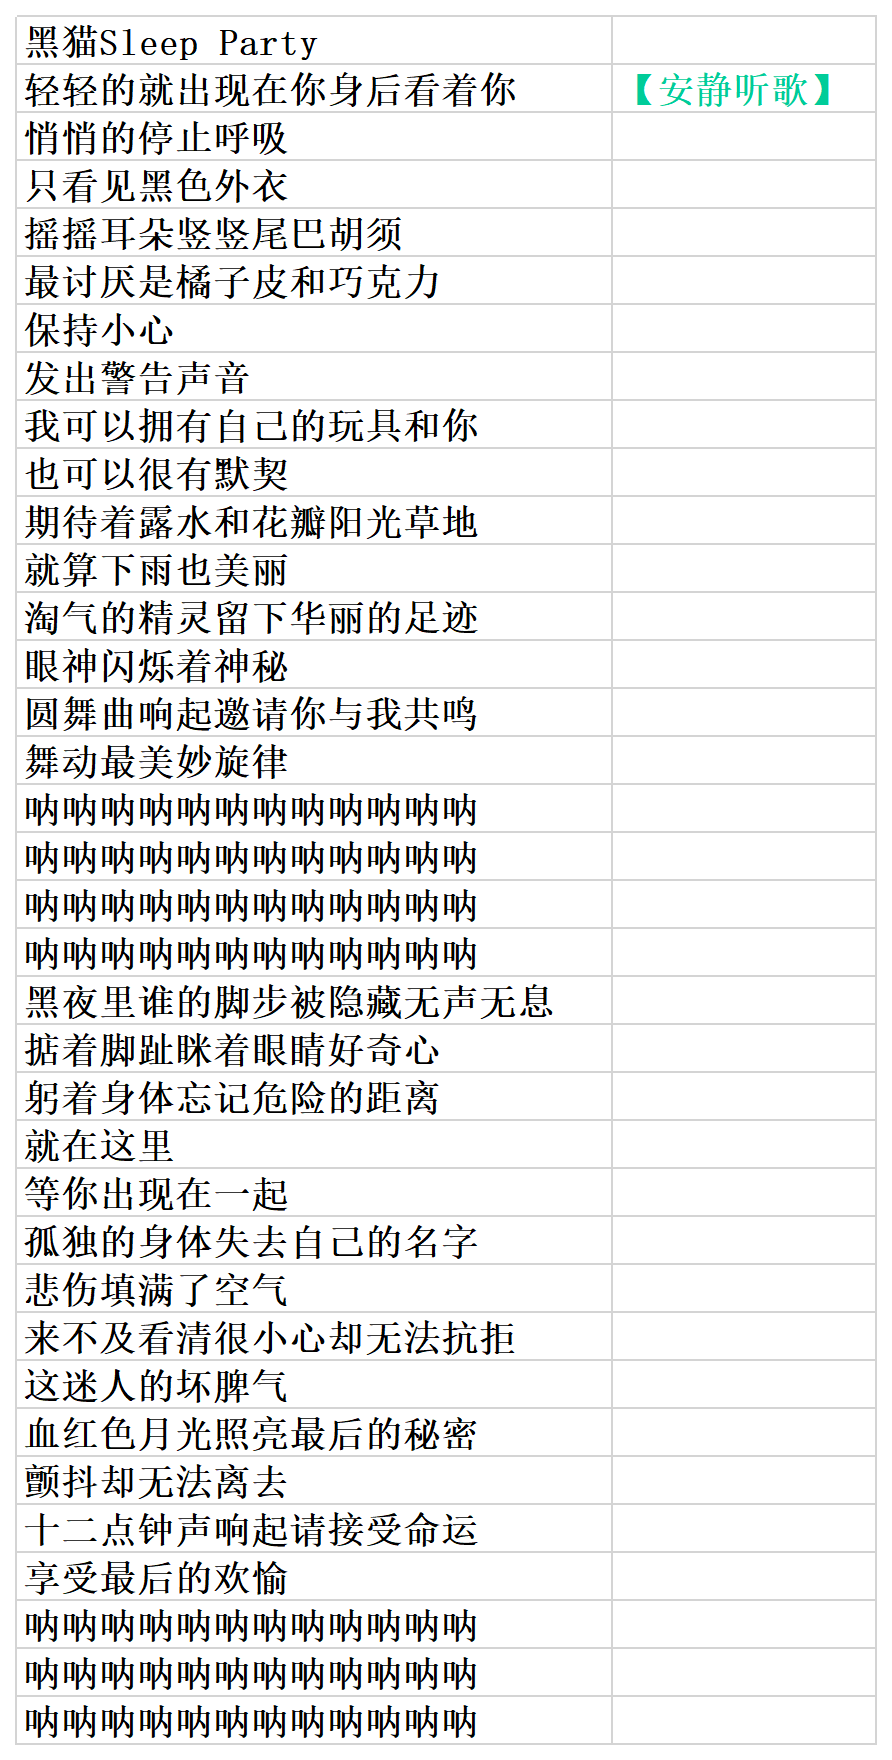 黑猫Sleep Party
轻轻的就出现在你身后看着你 【安静听歌】
悄悄的停止呼吸
只看见黑色外衣
摇摇耳朵竖竖尾巴胡须
最讨厌是橘子皮和巧克力
保持小心
发出警告声音
我可以拥有自己的玩具和你
也可以很有默契
期待着露水和花瓣阳光草地
就算下雨也美丽
淘气的精灵留下华丽的足迹
眼神闪烁着神秘
圆舞曲响起邀请你与我共鸣
舞动最美妙旋律
呐呐呐呐呐呐呐呐呐呐呐呐
呐呐呐呐呐呐呐呐呐呐呐呐
呐呐呐呐呐呐呐呐呐呐呐呐
呐呐呐呐呐呐呐呐呐呐呐呐
黑夜里谁的脚步被隐藏无声无息
掂着脚趾眯着眼睛好奇心
躬着身体忘记危险的距离
就在这里
等你出现在一起
孤独的身体失去自己的名字
悲伤填满了空气
来不及看清很小心却无法抗拒
这迷人的坏脾气
血红色月光照亮最后的秘密
颤抖却无法离去
十二点钟声响起请接受命运
享受最后的欢愉
呐呐呐呐呐呐呐呐呐呐呐呐
呐呐呐呐呐呐呐呐呐呐呐呐
呐呐呐呐呐呐呐呐呐呐呐呐